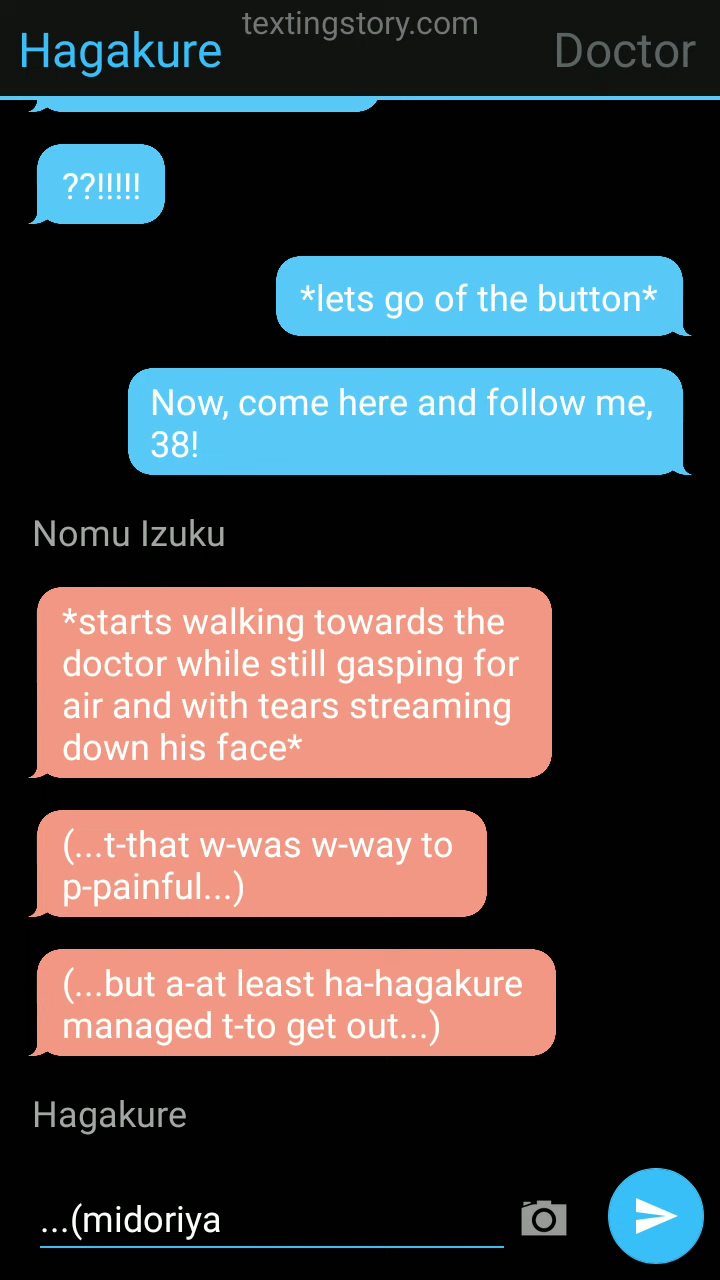 textingstory.com
Hagakure
Doctor
??!!!!!
*lets go of the button*
Now, come here and follow me,
38!
Nomu Izuku
*starts walking towards the
doctor while still gasping for
air and with tears streaming
down his face*
(...t-that w-was w-way to
p-painful...)
(...but a-at least ha-hagakure
managed t-to get out...)
Hagakure
...(midoriya